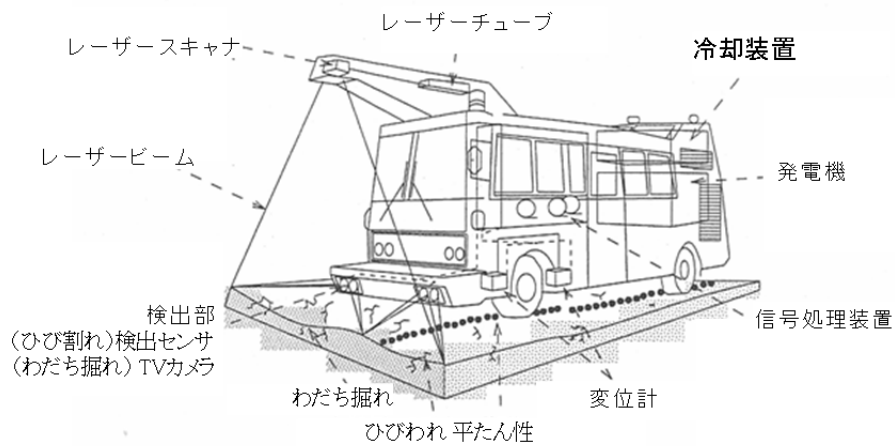 レーザーチューブ
レーザースキャナ
冷却装置
レーザービーム
発電機
検出部
(ひび割れ)検出センサ
(わだち掘れ)TVカメラ
信号処理装置
わだち掘れ
変位計
ひびわれ 平たん性